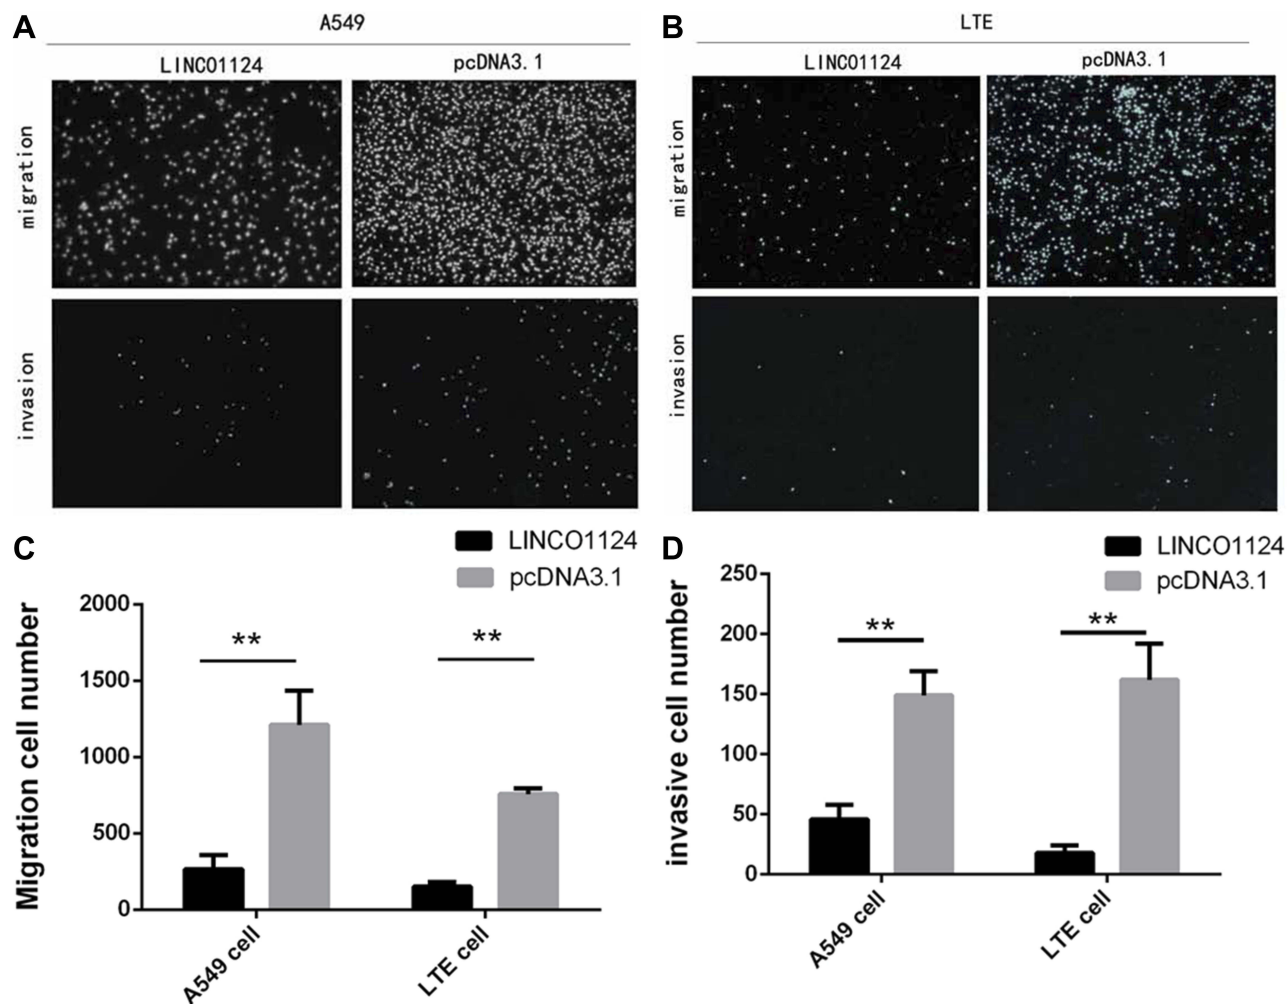 A
A549
LINC01124
pcDNA3.1
migration
invasion
B
LTE
LINC01124
pcDNA3.1
migration
invasion
C
LINCO1124
pcDNA3.1
Migration cell number
2000
1500
1000
500
0
**
**
A549 cell
LTE cell
D
LINCO1124
pcDNA3.1
invasive cell number
250
200
150
100
50
0
**
**
A549 cell
LTE cell